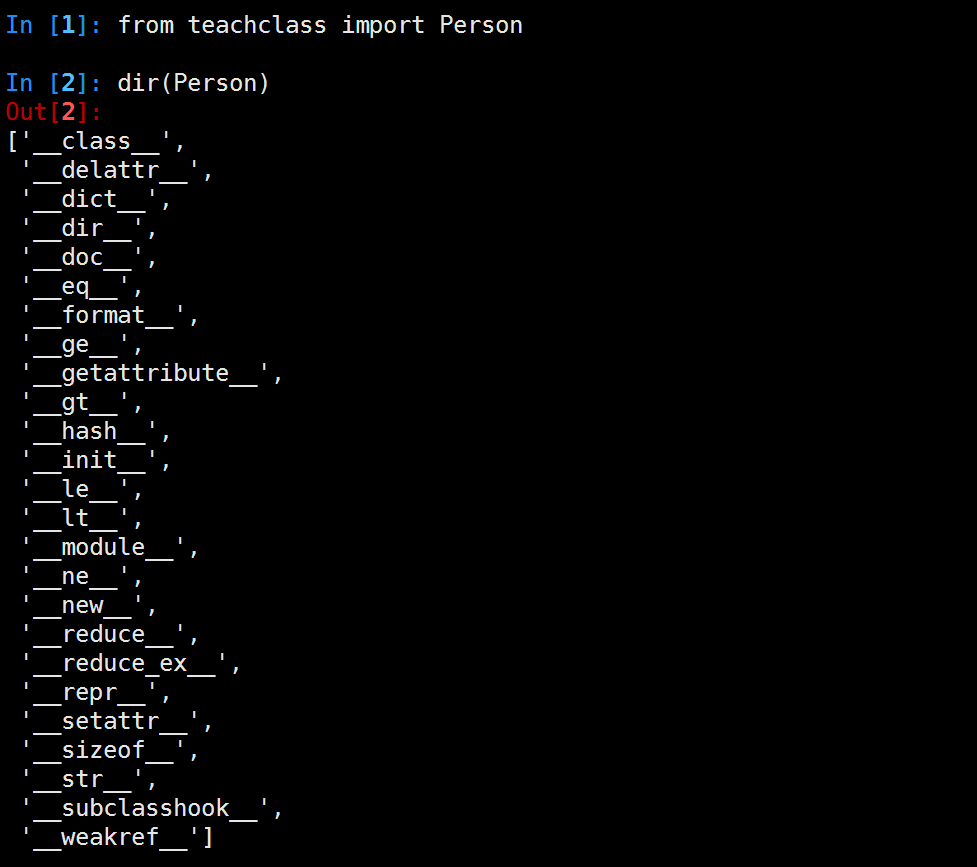 In [1]: from teachclass import Person
In [2]: dir(Person)
Out[2]:
['__class__',
'__delattr__',
'__dict__',
'__dir__',
'__doc__',
'__eq__',
'__format__',
'__ge__',
'__getattribute__',
'__gt__',
'__hash__',
'__init__',
'__le__',
'__lt__',
'__module__',
'__ne__',
'__new__',
'__reduce__',
'__reduce_ex__',
'__repr__',
'__setattr__',
'__sizeof__',
'__str__',
'__subclasshook__',
'__weakref__']